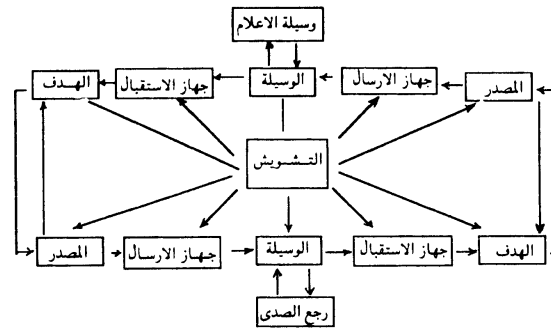 وسيلة الاعلام
المصدر
جهاز الارسال
الوسيلة
جهاز الاستقبال
الهدف
التشويش
الهدف
جهاز الاستقبال
الوسيلة
جهاز الارسال
المصدر
رجع الصدى